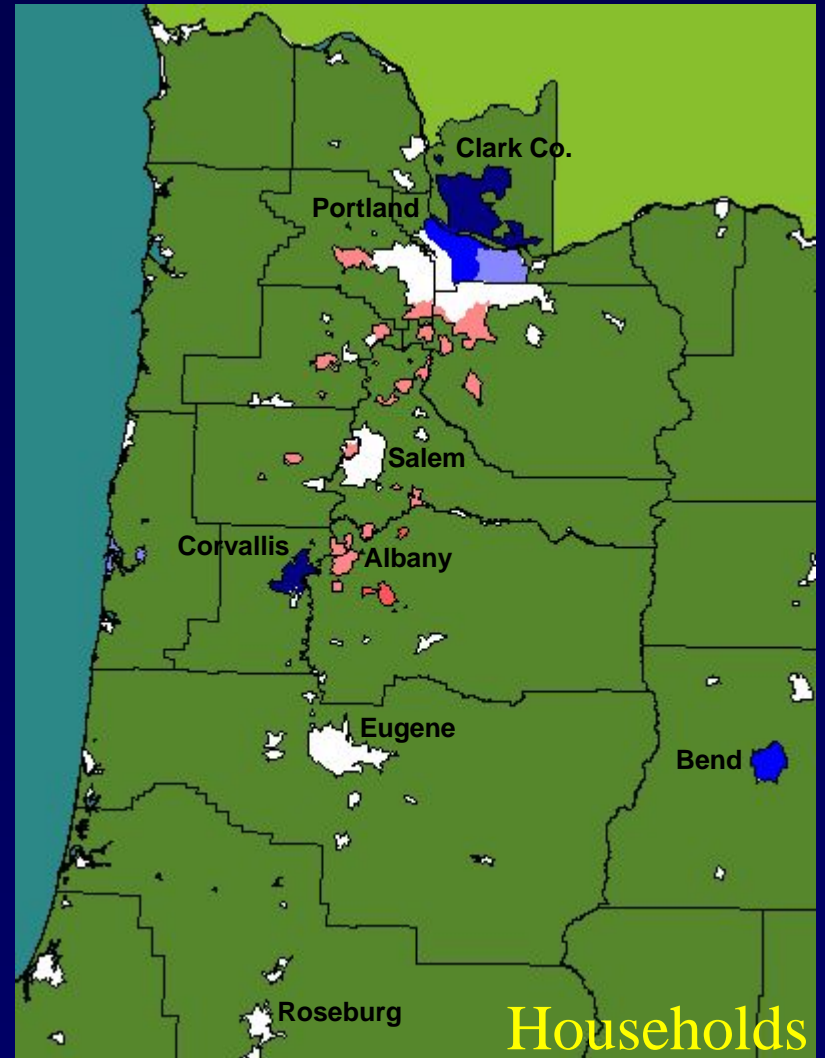 Clark Co.
Portland
Salem
Corvallis
Albany
Eugene
Bend
Roseburg
Households